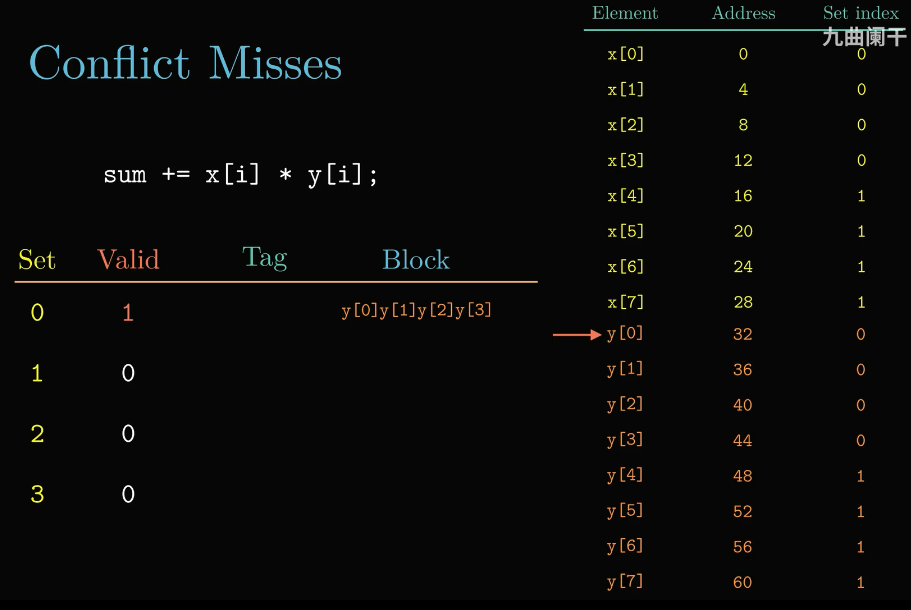 Conflict Misses
sum += x[i] * y[i];
Set Valid Tag Block
0 1 y[0]y[1]y[2]y[3]
1 0
2 0
3 0
Element Address Set index
九曲阑干
x[0] 0 0
x[1] 4 0
x[2] 8 0
x[3] 12 0
x[4] 16 1
x[5] 20 1
x[6] 24 1
x[7] 28 1
y[0] 32 0
y[1] 36 0
y[2] 40 0
y[3] 44 0
y[4] 48 1
y[5] 52 1
y[6] 56 1
y[7] 60 1